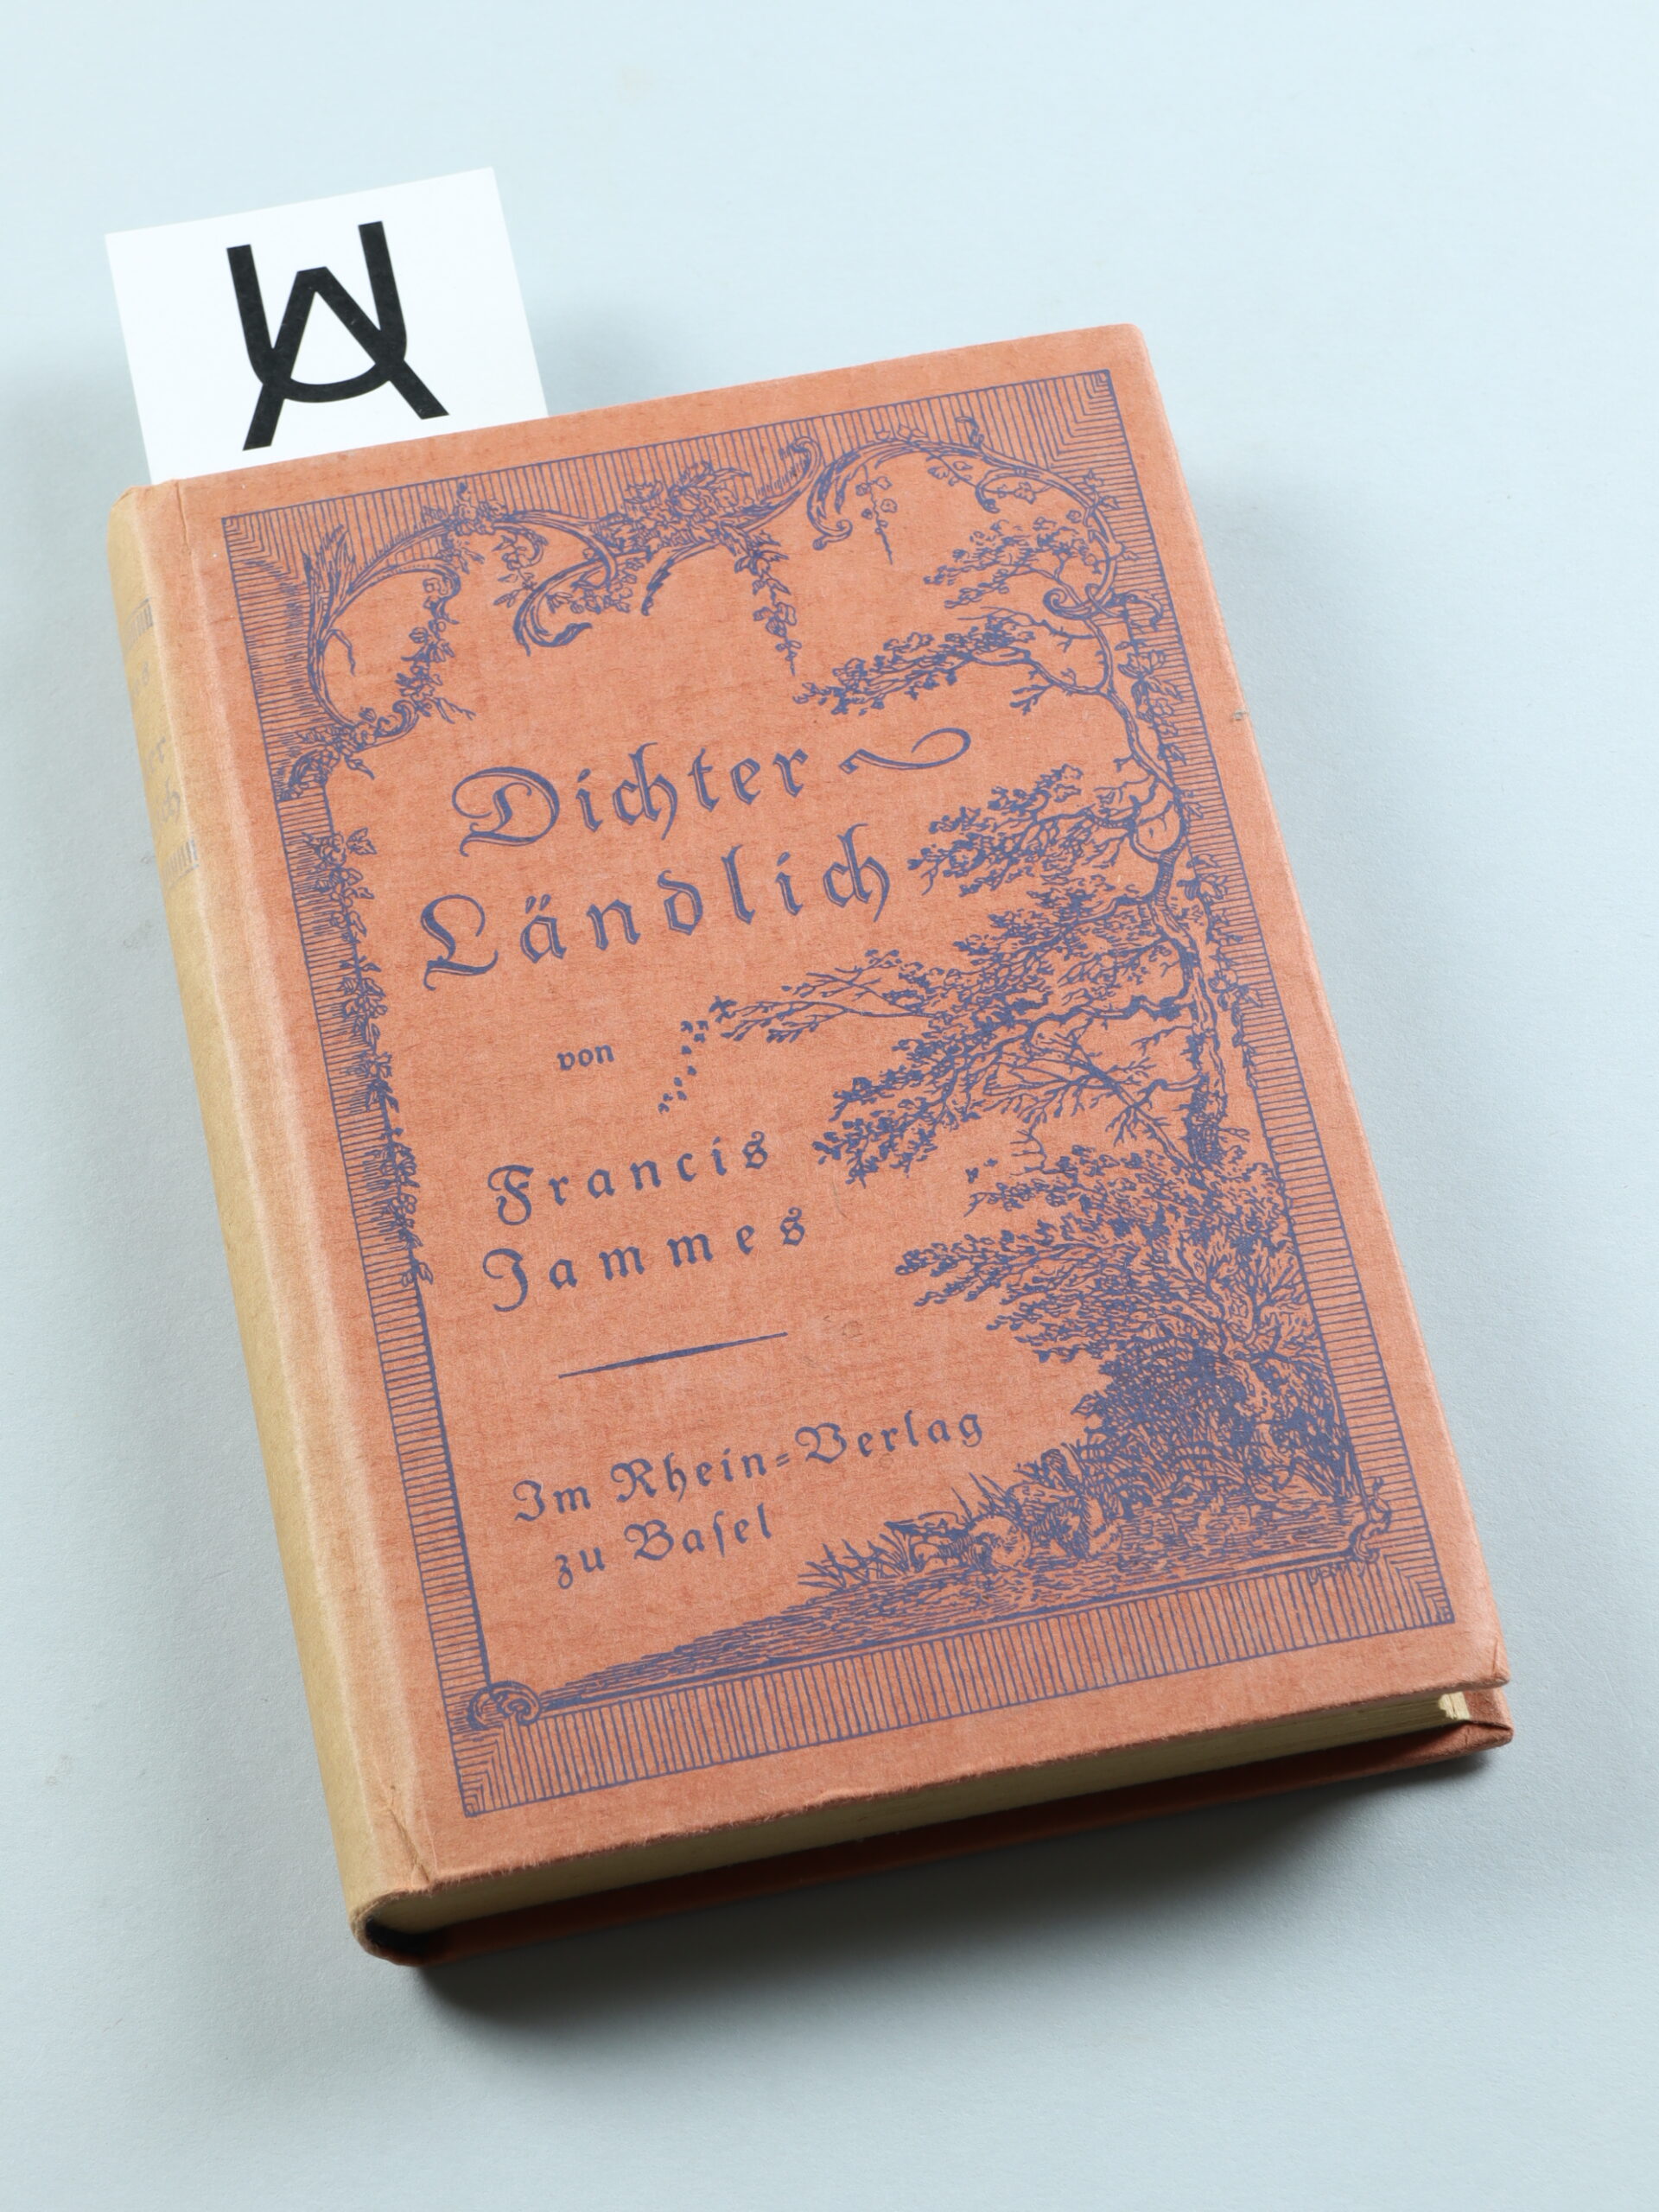 Dichter
Ländlich
von
Francis
Jammes
Im Rhein=Verlag
zu Baſel